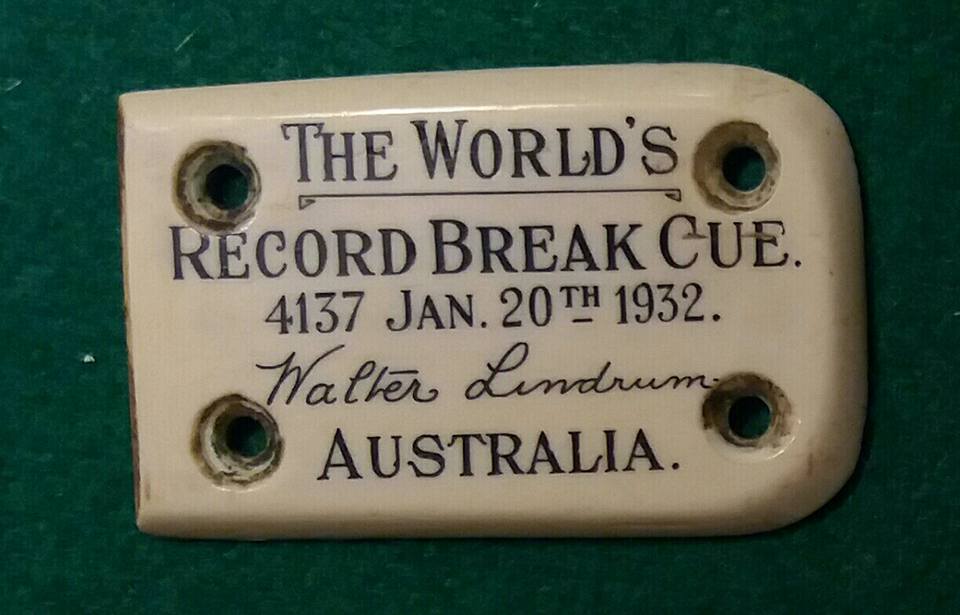 THE WORLD'S
RECORD BREAK CUE.
4137 JAN. 20TH 1932.
Walter Lindrum
AUSTRALIA.